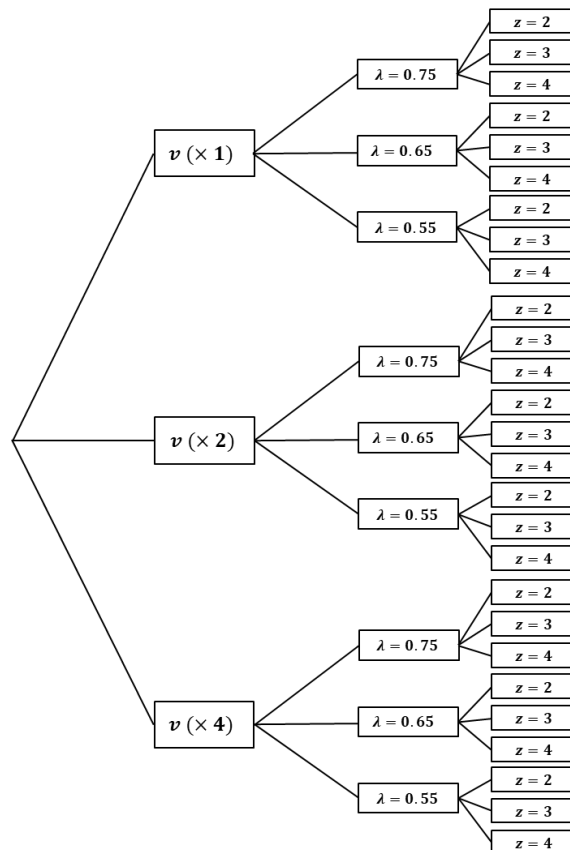 z = 2
λ = 0.75
z = 3
z = 4
z = 2
v (× 1)
λ = 0.65
z = 3
z = 4
z = 2
λ = 0.55
z = 3
z = 4
z = 2
z = 3
λ = 0.75
z = 4
z = 2
v (× 2)
λ = 0.65
z = 3
z = 4
z = 2
λ = 0.55
z = 3
z = 4
z = 2
z = 3
λ = 0.75
z = 4
z = 2
v (× 4)
λ = 0.65
z = 3
z = 4
z = 2
λ = 0.55
z = 3
z = 4